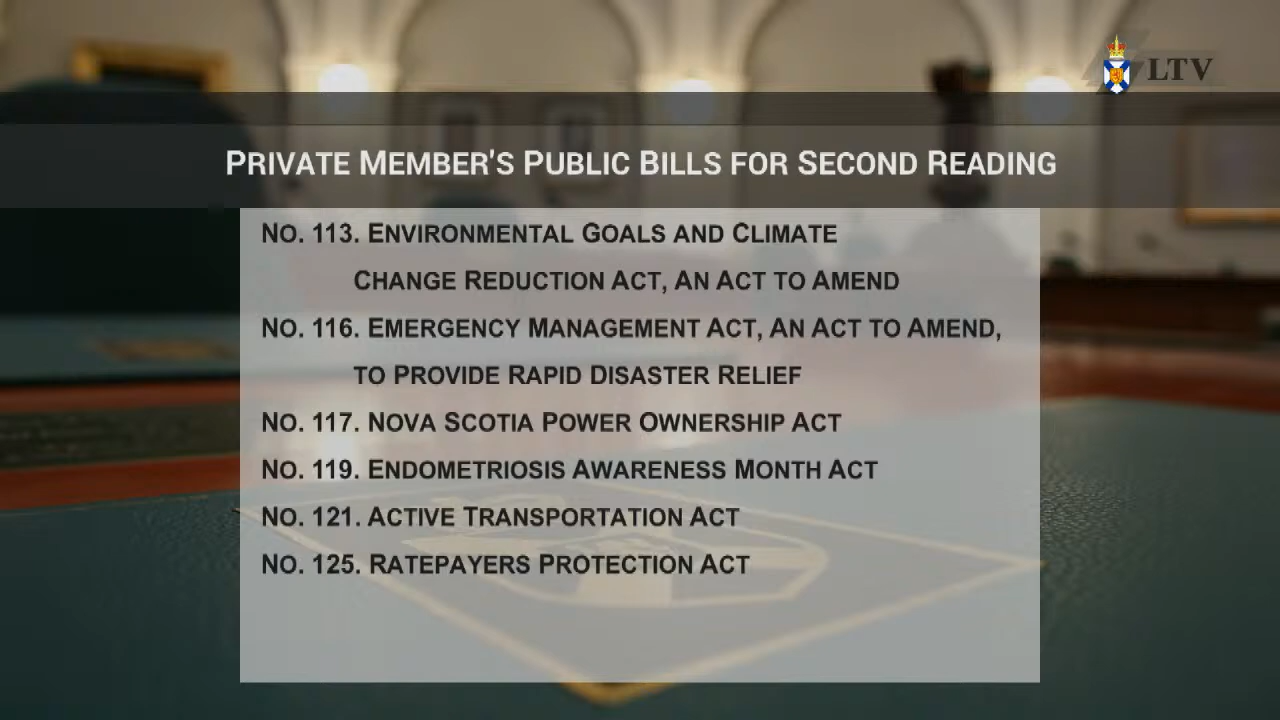 LTV
PRIVATE MEMBER'S PUBLIC BILLS FOR SECOND READING
NO. 113. ENVIRONMENTAL GOALS AND CLIMATE
CHANGE REDUCTION ACT, AN ACT TO AMEND
NO. 116. EMERGENCY MANAGEMENT ACT, AN ACT TO AMEND,
TO PROVIDE RAPID DISASTER RELIEF
NO. 117. NOVA SCOTIA POWER OWNERSHIP ACT
NO. 119. ENDOMETRIOSIS AWARENESS MONTH ACT
NO. 121. ACTIVE TRANSPORTATION ACT
NO. 125. RATEPAYERS PROTECTION ACT